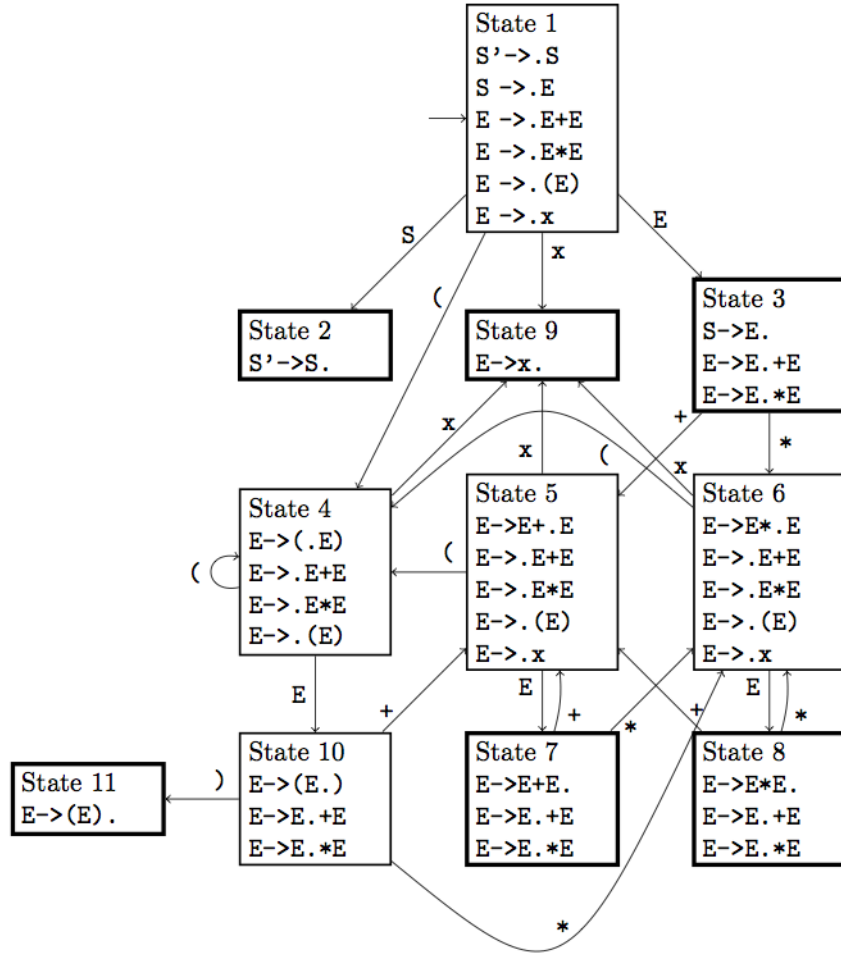 State 1
S'->.S
S ->.E
E ->.E+E
E ->.E*E
E ->.(E)
E ->.x
S
(
x
E
State 2
S'->S.
State 9
E->x.
State 3
S->E.
E->E.+E
E->E.*E
x
x
(
x
+
*
State 4
E->(.E)
E->.E+E
E->.E*E
E->.(E)
(
(
State 5
E->E+.E
E->.E+E
E->.E*E
E->.(E)
E->.x
State 6
E->E*.E
E->.E+E
E->.E*E
E->.(E)
E->.x
E
+
E
+
*
E
+
*
State 11
E->(E).
)
State 10
E->(E.)
E->E.+E
E->E.*E
State 7
E->E+E.
E->E.+E
E->E.*E
State 8
E->E*E.
E->E.+E
E->E.*E
*